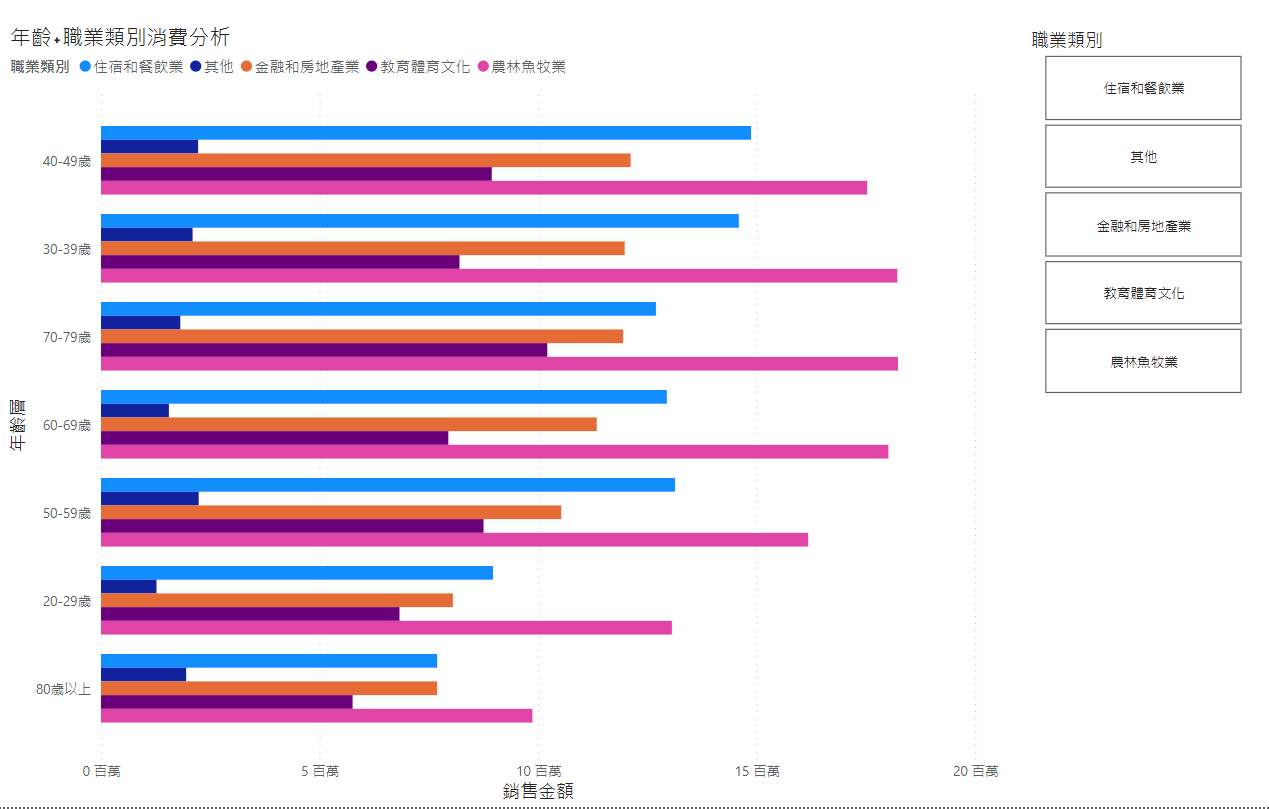 年齡+職業類別消費分析
職業類別 住宿和餐飲業 其他 金融和房地產業 教育體育文化 農林魚牧業
40-49歲
30-39歲
70-79歲
60-69歲
50-59歲
20-29歲
80歲以上
年齡層
0 百萬 5 百萬 10 百萬 15 百萬 20 百萬
銷售金額
職業類別
住宿和餐飲業
其他
金融和房地產業
教育體育文化
農林魚牧業